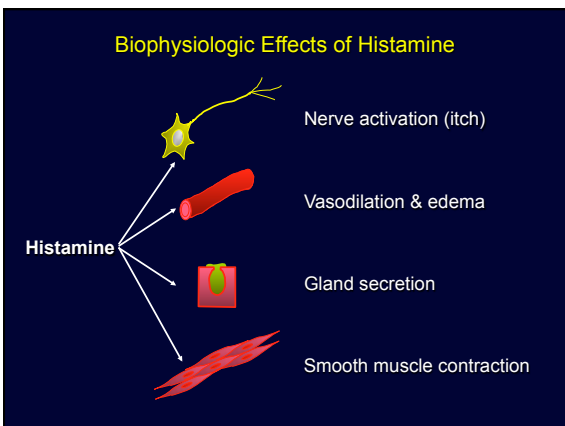 Biophysiologic Effects of Histamine
Nerve activation (itch)
Vasodilation & edema
Histamine
Gland secretion
Smooth muscle contraction